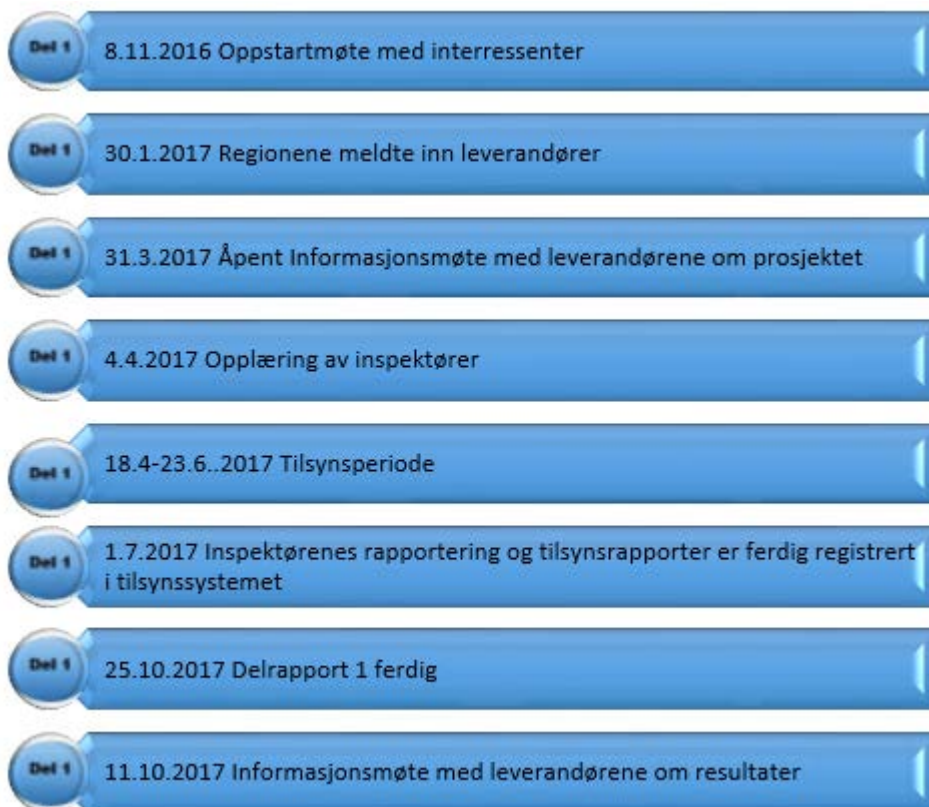 Del 1
8.11.2016 Oppstartmøte med interressenter
Del 1
30.1.2017 Regionene meldte inn leverandører
Del 1
31.3.2017 Åpent Informasjonsmøte med leverandørene om prosjektet
Del 1
4.4.2017 Opplæring av inspektører
Del 1
18.4-23.6..2017 Tilsynsperiode
Del 1
1.7.2017 Inspektørenes rapportering og tilsynsrapporter er ferdig registrert
i tilsynssystemet
Del 1
25.10.2017 Delrapport 1 ferdig
Del 1
11.10.2017 Informasjonsmøte med leverandørene om resultater